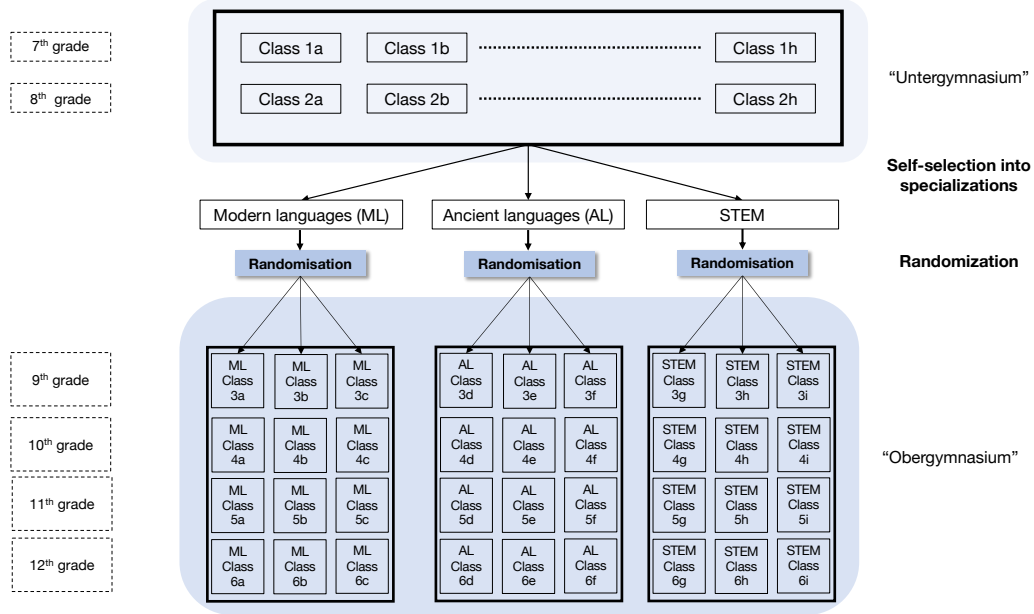 7th grade
Class 1a
Class 1b
Class 1h
8th grade
Class 2a
Class 2b
Class 2h
“Untergymnasium”
Self-selection into
specializations
Modern languages (ML)
Ancient languages (AL)
STEM
Randomisation
Randomisation
Randomisation
Randomization
9th grade
ML
Class
3a
ML
Class
3b
ML
Class
3c
AL
Class
3d
AL
Class
3e
AL
Class
3f
STEM
Class
3g
STEM
Class
3h
STEM
Class
3i
10th grade
ML
Class
4a
ML
Class
4b
ML
Class
4c
AL
Class
4d
AL
Class
4e
AL
Class
4f
STEM
Class
4g
STEM
Class
4h
STEM
Class
4i
“Obergymnasium”
11th grade
ML
Class
5a
ML
Class
5b
ML
Class
5c
AL
Class
5d
AL
Class
5e
AL
Class
5f
STEM
Class
5g
STEM
Class
5h
STEM
Class
5i
12th grade
ML
Class
6a
ML
Class
6b
ML
Class
6c
AL
Class
6d
AL
Class
6e
AL
Class
6f
STEM
Class
6g
STEM
Class
6h
STEM
Class
6i